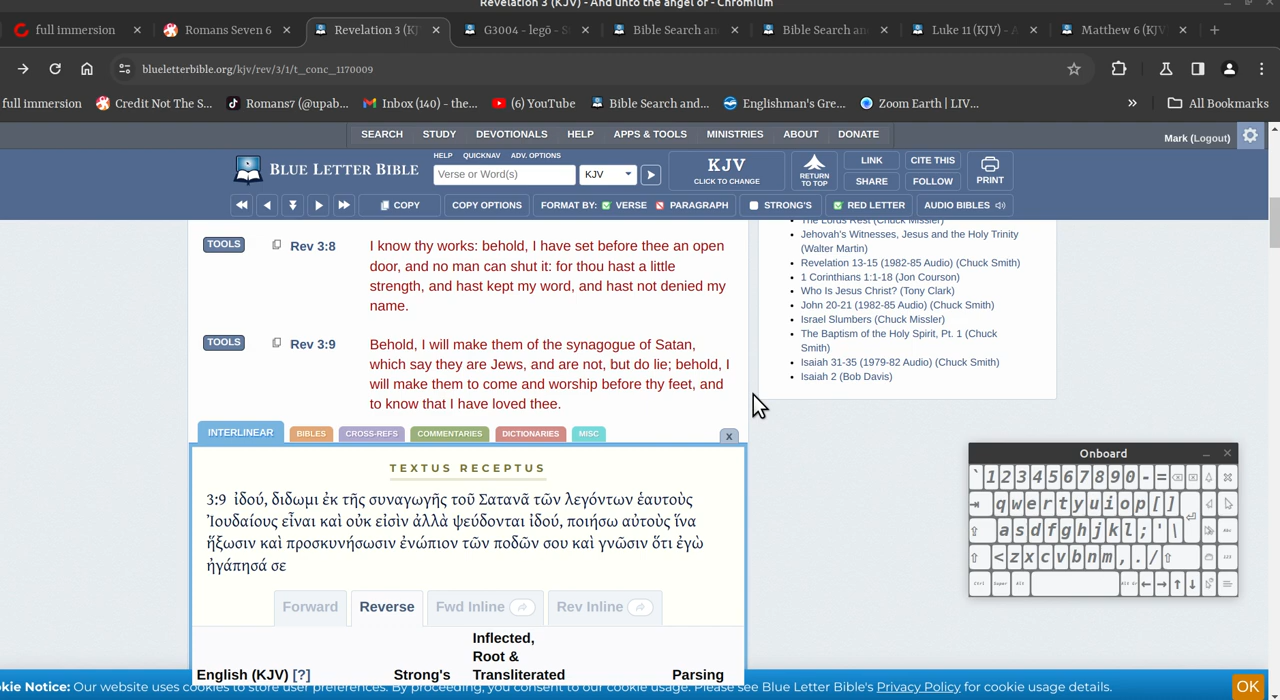 Revelation 3 (KJV) - And unto the angel of - Chromium
full immersion
Romans Seven 6
Revelation 3 (KJ
G3004 - legō - S
Bible Search an
Bible Search an
Luke 11 (KJV) - A
Matthew 6 (KJV
blueletterbible.org/kjv/rev/3/1/t_conc_1170009
full immersion
Credit Not The S...
Romans7 (@upab...
Inbox (140) - the...
(6) YouTube
Bible Search and...
Englishman's Gre...
Zoom Earth | LIV...
»
All Bookmarks
SEARCH STUDY DEVOTIONALS HELP APPS & TOOLS MINISTRIES ABOUT DONATE
Mark (Logout)
BLUE LETTER BIBLE
HELP QUICKNAV ADV. OPTIONS
Verse or Word(s)
KJV
KJV
CLICK TO CHANGE
RETURN
TO TOP
LINK
CITE THIS
SHARE
FOLLOW
PRINT
COPY
COPY OPTIONS
FORMAT BY: VERSE PARAGRAPH
STRONG'S
RED LETTER
AUDIO BIBLES
TOOLS
Rev 3:8
I know thy works: behold, I have set before thee an open
door, and no man can shut it: for thou hast a little
strength, and hast kept my word, and hast not denied my
name.
TOOLS
Rev 3:9
Behold, I will make them of the synagogue of Satan,
which say they are Jews, and are not, but do lie; behold, I
will make them to come and worship before thy feet, and
to know that I have loved thee.
The Lords Rest (Chuck Missler)
• Jehovah's Witnesses, Jesus and the Holy Trinity
(Walter Martin)
• Revelation 13-15 (1982-85 Audio) (Chuck Smith)
• 1 Corinthians 1:1-18 (Jon Courson)
• Who Is Jesus Christ? (Tony Clark)
• John 20-21 (1982-85 Audio) (Chuck Smith)
• Israel Slumbers (Chuck Missler)
• The Baptism of the Holy Spirit, Pt. 1 (Chuck
Smith)
• Isaiah 31-35 (1979-82 Audio) (Chuck Smith)
• Isaiah 2 (Bob Davis)
INTERLINEAR
BIBLES
CROSS-REFS
COMMENTARIES
DICTIONARIES
MISC
X
TEXTUS RECEPTUS
3:9 ἰδού, διδωμι ἐκ τῆς συναγωγῆς τοῦ Σατανᾶ τῶν λεγόντων ἑαυτοὺς
Ἰουδαίους εἶναι καὶ οὐκ εἰσὶν ἀλλὰ ψεύδονται ἰδού, ποιήσω αὐτοὺς ἵνα
ἥξωσιν καὶ προσκυνήσωσιν ἐνώπιον τῶν ποδῶν σου καὶ γνῶσιν ὅτι ἐγὼ
ἠγάπησά σε
Forward
Reverse
Fwd Inline
Rev Inline
English (KJV) [?]
Strong's
Inflected,
Root &
Transliterated
Parsing
Onboard
` 1 2 3 4 5 6 7 8 9 0 - =
q w e r t y u i o p [ ]
a s d f g h j k l ; ' \
< z x c v b n m , . /
Ctrl Super Alt Alt Gr
kie Notice: Our website uses cookies to store user preferences. By proceeding, you consent to our cookie usage. Please see Blue Letter Bible's Privacy Policy for cookie usage details.
OK